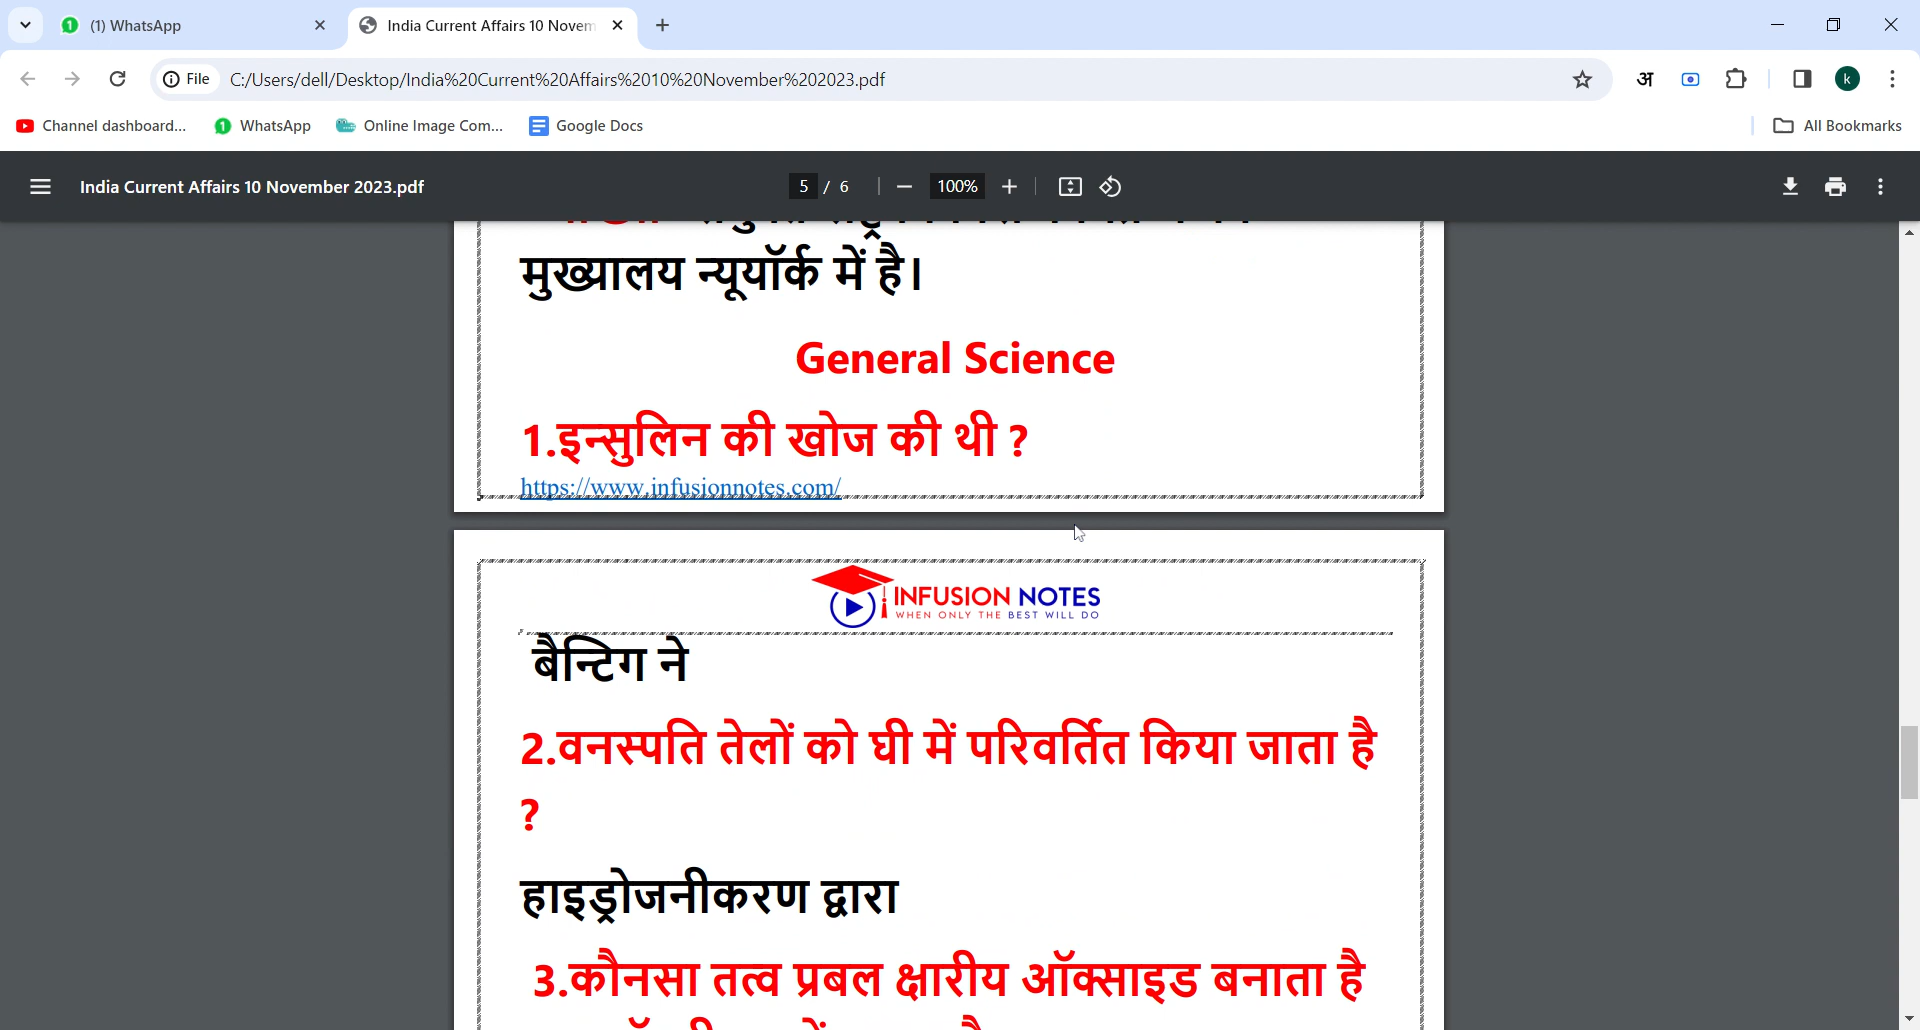 (1) WhatsApp
India Current Affairs 10 Novem
File
C:/Users/dell/Desktop/India%20Current%20Affairs%2010%20November%202023.pdf
अ
k
Channel dashboard...
WhatsApp
Online Image Com...
Google Docs
All Bookmarks
India Current Affairs 10 November 2023.pdf
5 / 6
100%
मुख्यालय न्यूयॉर्क में है।
General Science
1.इन्सुलिन की खोज की थी ?
https://www.infusionnotes.com/
INFUSION NOTES
WHEN ONLY THE BEST WILL DO
बैन्टिग ने
2.वनस्पति तेलों को घी में परिवर्तित किया जाता है
?
हाइड्रोजनीकरण द्वारा
3.कौनसा तत्व प्रबल क्षारीय ऑक्साइड बनाता है